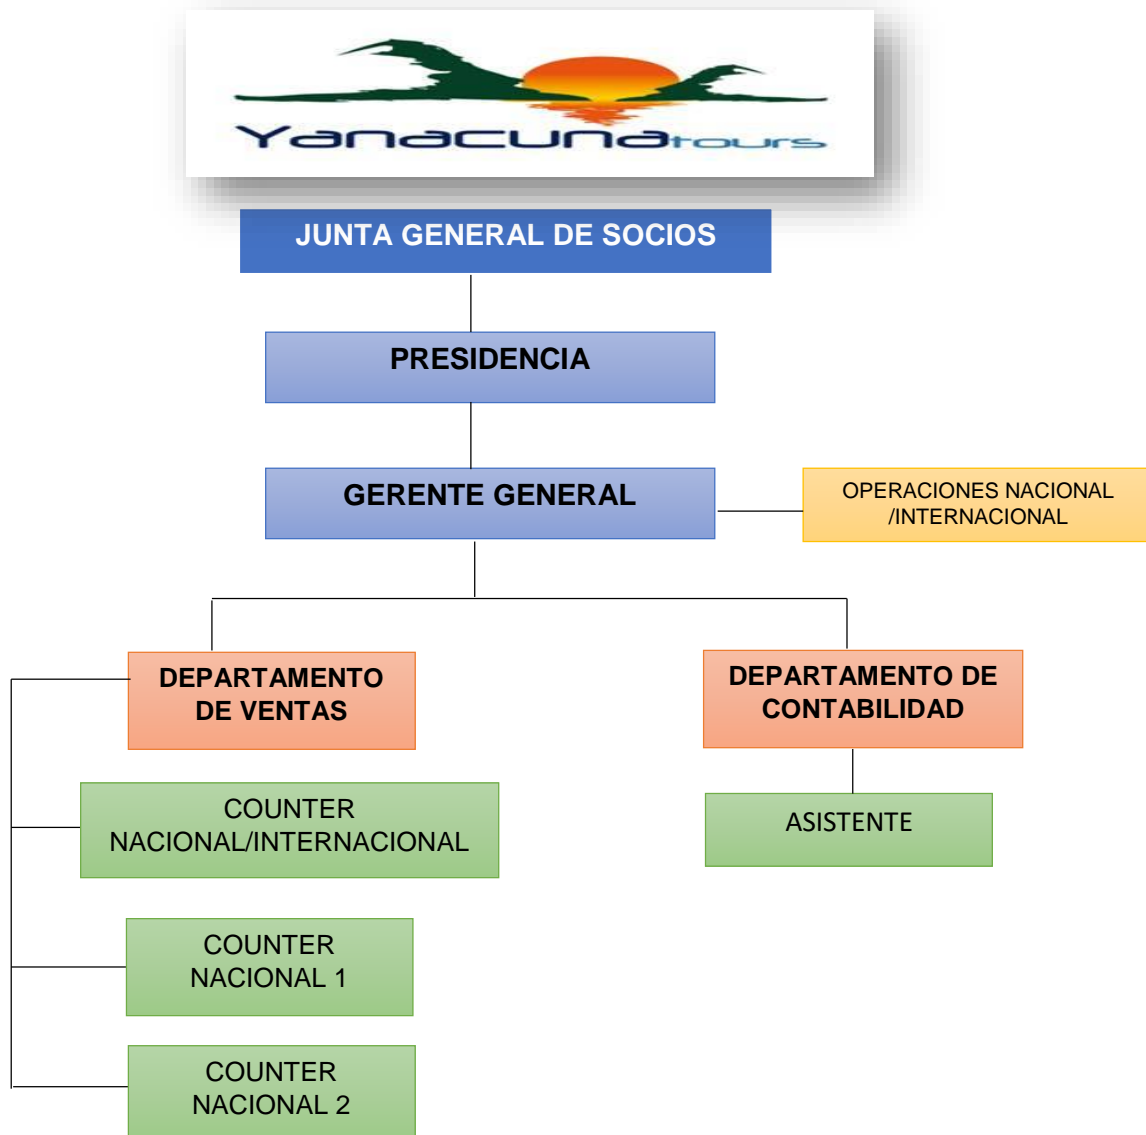 Yanacuna tours
JUNTA GENERAL DE SOCIOS
PRESIDENCIA
GERENTE GENERAL
OPERACIONES NACIONAL
/INTERNACIONAL
DEPARTAMENTO
DE VENTAS
DEPARTAMENTO DE
CONTABILIDAD
COUNTER
NACIONAL/INTERNACIONAL
ASISTENTE
COUNTER
NACIONAL 1
COUNTER
NACIONAL 2